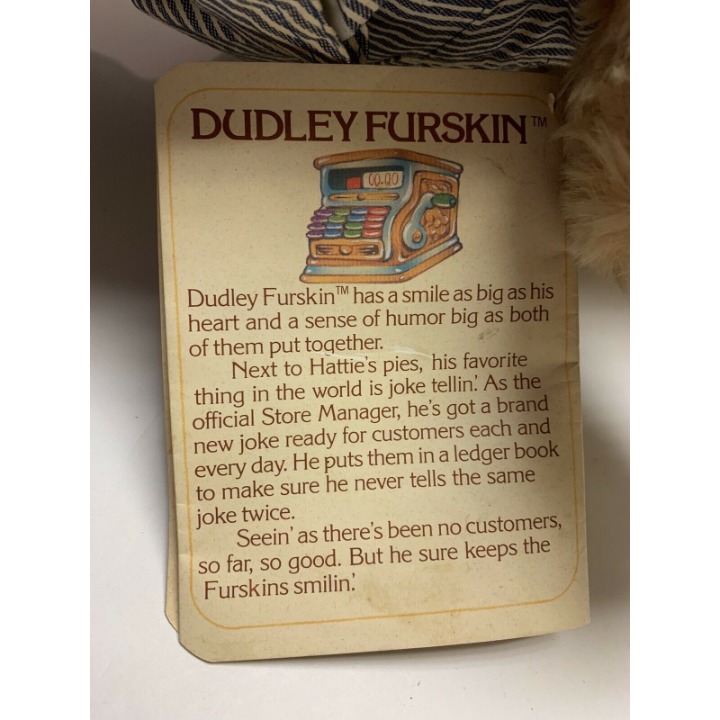 DUDLEY FURSKIN™
00.00
Dudley Furskin™ has a smile as big as his
heart and a sense of humor big as both
of them put together.
Next to Hattie's pies, his favorite
thing in the world is joke tellin'. As the
official Store Manager, he's got a brand
new joke ready for customers each and
every day. He puts them in a ledger book
to make sure he never tells the same
joke twice.
Seein' as there's been no customers,
so far, so good. But he sure keeps the
Furskins smilin'.